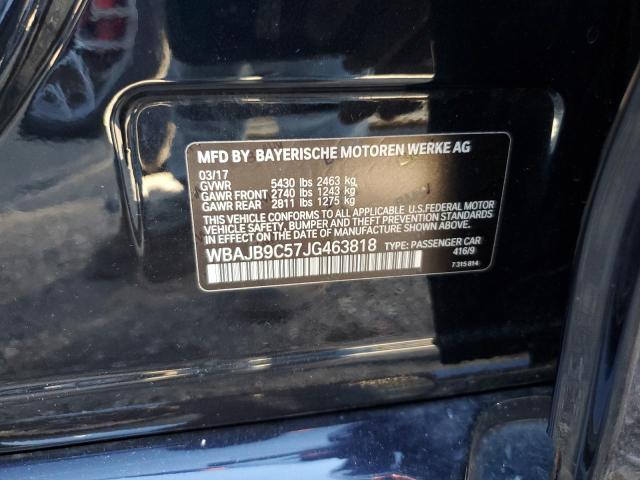 MFD BY BAYERISCHE MOTOREN WERKE AG
03/17
GVWR 5430 lbs 2463 kg
GAWR FRONT 2740 lbs 1243 kg
GAWR REAR 2811 lbs 1275 kg
THIS VEHICLE CONFORMS TO ALL APPLICABLE U.S.FEDERAL MOTOR
VEHICLE SAFETY, BUMPER AND THEFT PREVENTION STANDARDS
IN EFFECT ON THE DATE OF MANUFACTURE SHOWN ABOVE.
WBAJB9C57JG463818 TYPE: PASSENGER CAR
416/9
7 315 814